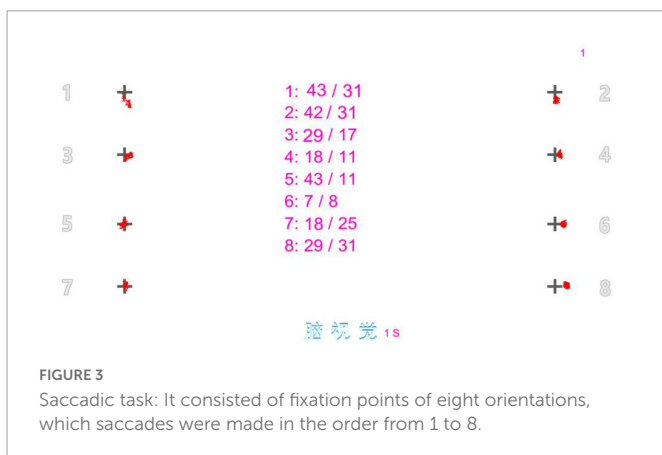 1
1
2
3
4
5
6
7
8
1: 43 / 31
2: 42 / 31
3: 29 / 17
4: 18 / 11
5: 43 / 11
6: 7 / 8
7: 18 / 25
8: 29 / 31
脑 视 觉 1 S
FIGURE 3
Saccadic task: It consisted of fixation points of eight orientations,
which saccades were made in the order from 1 to 8.